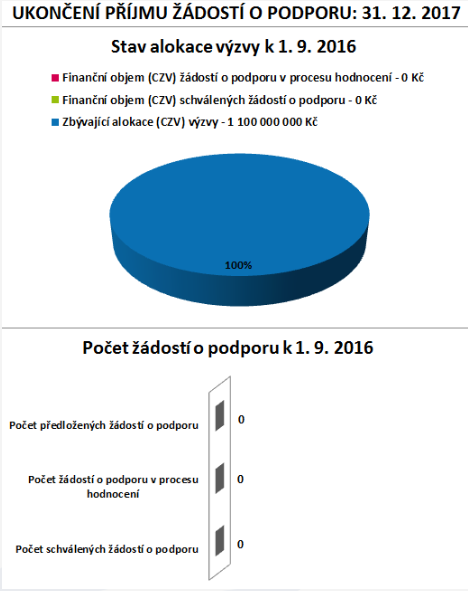 UKONČENÍ PŘÍJMU ŽÁDOSTÍ O PODPORU: 31. 12. 2017
Stav alokace výzvy k 1. 9. 2016
Finanční objem (CZV) žádostí o podporu v procesu hodnocení - 0 Kč
Finanční objem (CZV) schválených žádostí o podporu - 0 Kč
Zbývající alokace (CZV) výzvy - 1 100 000 000 Kč
100%
Počet žádostí o podporu k 1. 9. 2016
Počet předložených žádostí o podporu 0
Počet žádostí o podporu v procesu 0
hodnocení
Počet schválených žádostí o podporu 0